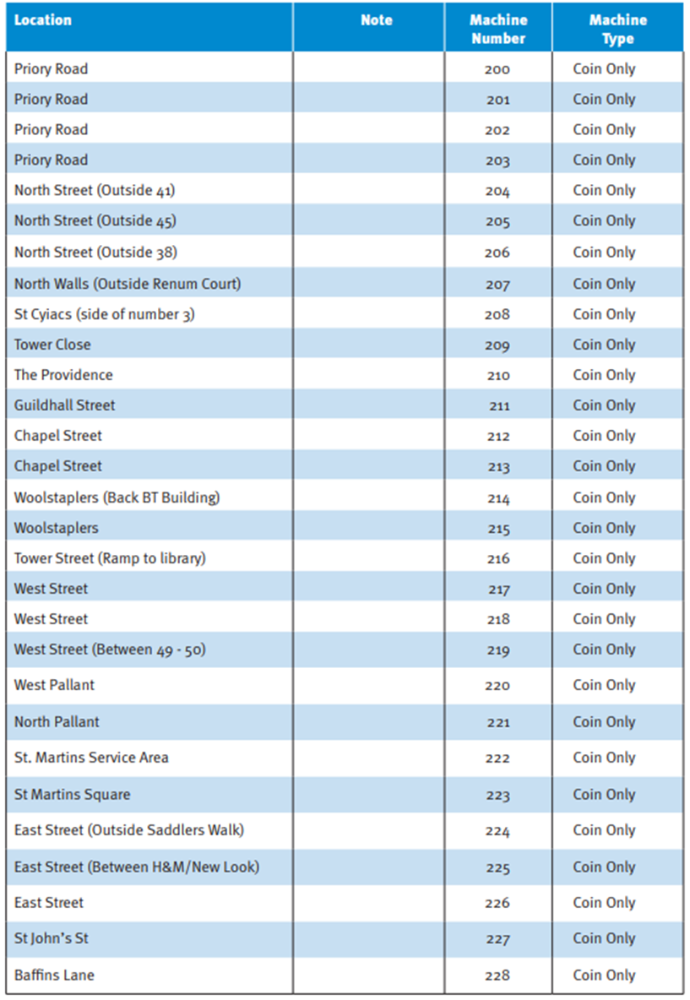 Location Note Machine Number Machine Type
Priory Road 200 Coin Only
Priory Road 201 Coin Only
Priory Road 202 Coin Only
Priory Road 203 Coin Only
North Street (Outside 41) 204 Coin Only
North Street (Outside 45) 205 Coin Only
North Street (Outside 38) 206 Coin Only
North Walls (Outside Renum Court) 207 Coin Only
St Cyiacs (side of number 3) 208 Coin Only
Tower Close 209 Coin Only
The Providence 210 Coin Only
Guildhall Street 211 Coin Only
Chapel Street 212 Coin Only
Chapel Street 213 Coin Only
Woolstaplers (Back BT Building) 214 Coin Only
Woolstaplers 215 Coin Only
Tower Street (Ramp to library) 216 Coin Only
West Street 217 Coin Only
West Street 218 Coin Only
West Street (Between 49 - 50) 219 Coin Only
West Pallant 220 Coin Only
North Pallant 221 Coin Only
St. Martins Service Area 222 Coin Only
St Martins Square 223 Coin Only
East Street (Outside Saddlers Walk) 224 Coin Only
East Street (Between H&M/New Look) 225 Coin Only
East Street 226 Coin Only
St John’s St 227 Coin Only
Baffins Lane 228 Coin Only